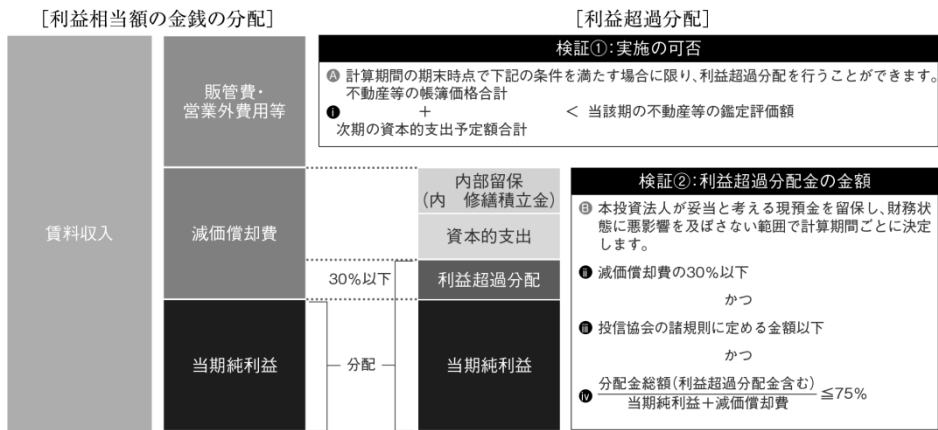 ［利益相当額の金銭の分配］
［利益超過分配］
賃料収入
販管費・
営業外費用等
減価償却費
当期純利益
30%以下
分配
内部留保
（内　修繕積立金）
資本的支出
利益超過分配
当期純利益
検証①：実施の可否
Ⓐ 計算期間の期末時点で下記の条件を満たす場合に限り、利益超過分配を行うことができます。
不動産等の帳簿価格合計
ⅰ ＋ ＜ 当該期の不動産等の鑑定評価額
次期の資本的支出予定額合計
検証②：利益超過分配金の金額
Ⓑ 本投資法人が妥当と考える現預金を留保し、財務状
態に悪影響を及ぼさない範囲で計算期間ごとに決定
します。
ⅱ 減価償却費の30%以下
かつ
ⅲ 投信協会の諸規則に定める金額以下
かつ
分配金総額（利益超過分配金含む）
ⅳ ≦75%
当期純利益＋減価償却費